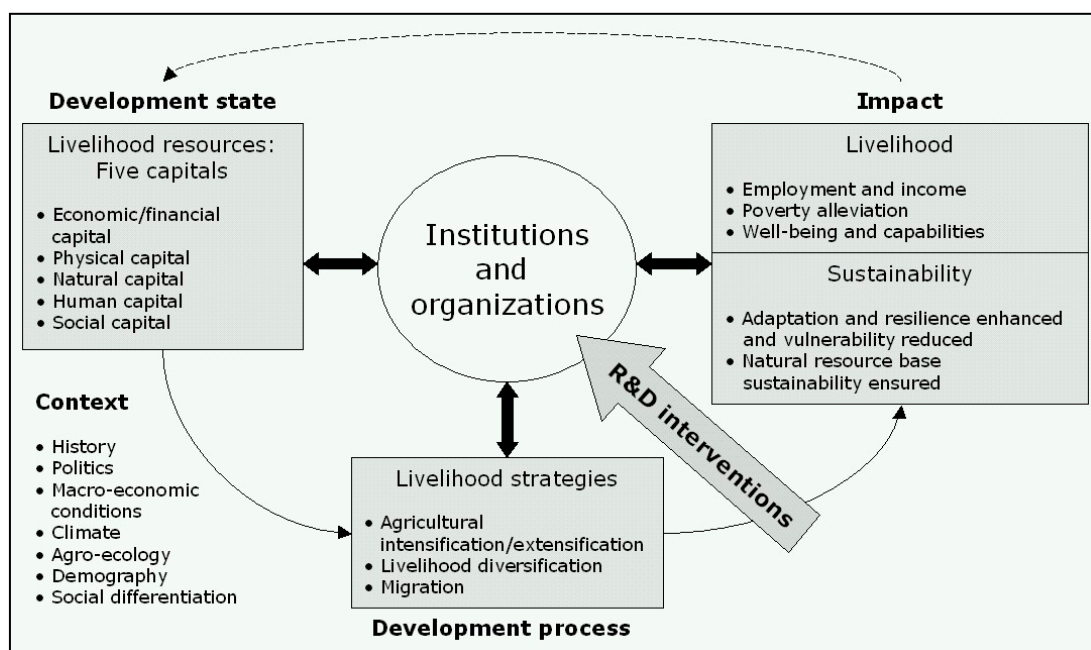 Development state
Livelihood resources:
Five capitals
• Economic/financial
capital
• Physical capital
• Natural capital
• Human capital
• Social capital
Context
• History
• Politics
• Macro-economic
conditions
• Climate
• Agro-ecology
• Demography
• Social differentiation
Institutions
and
organizations
Livelihood strategies
• Agricultural
intensification/extensification
• Livelihood diversification
• Migration
Development process
R&D interventions
Impact
Livelihood
• Employment and income
• Poverty alleviation
• Well-being and capabilities
Sustainability
• Adaptation and resilience enhanced
and vulnerability reduced
• Natural resource base
sustainability ensured